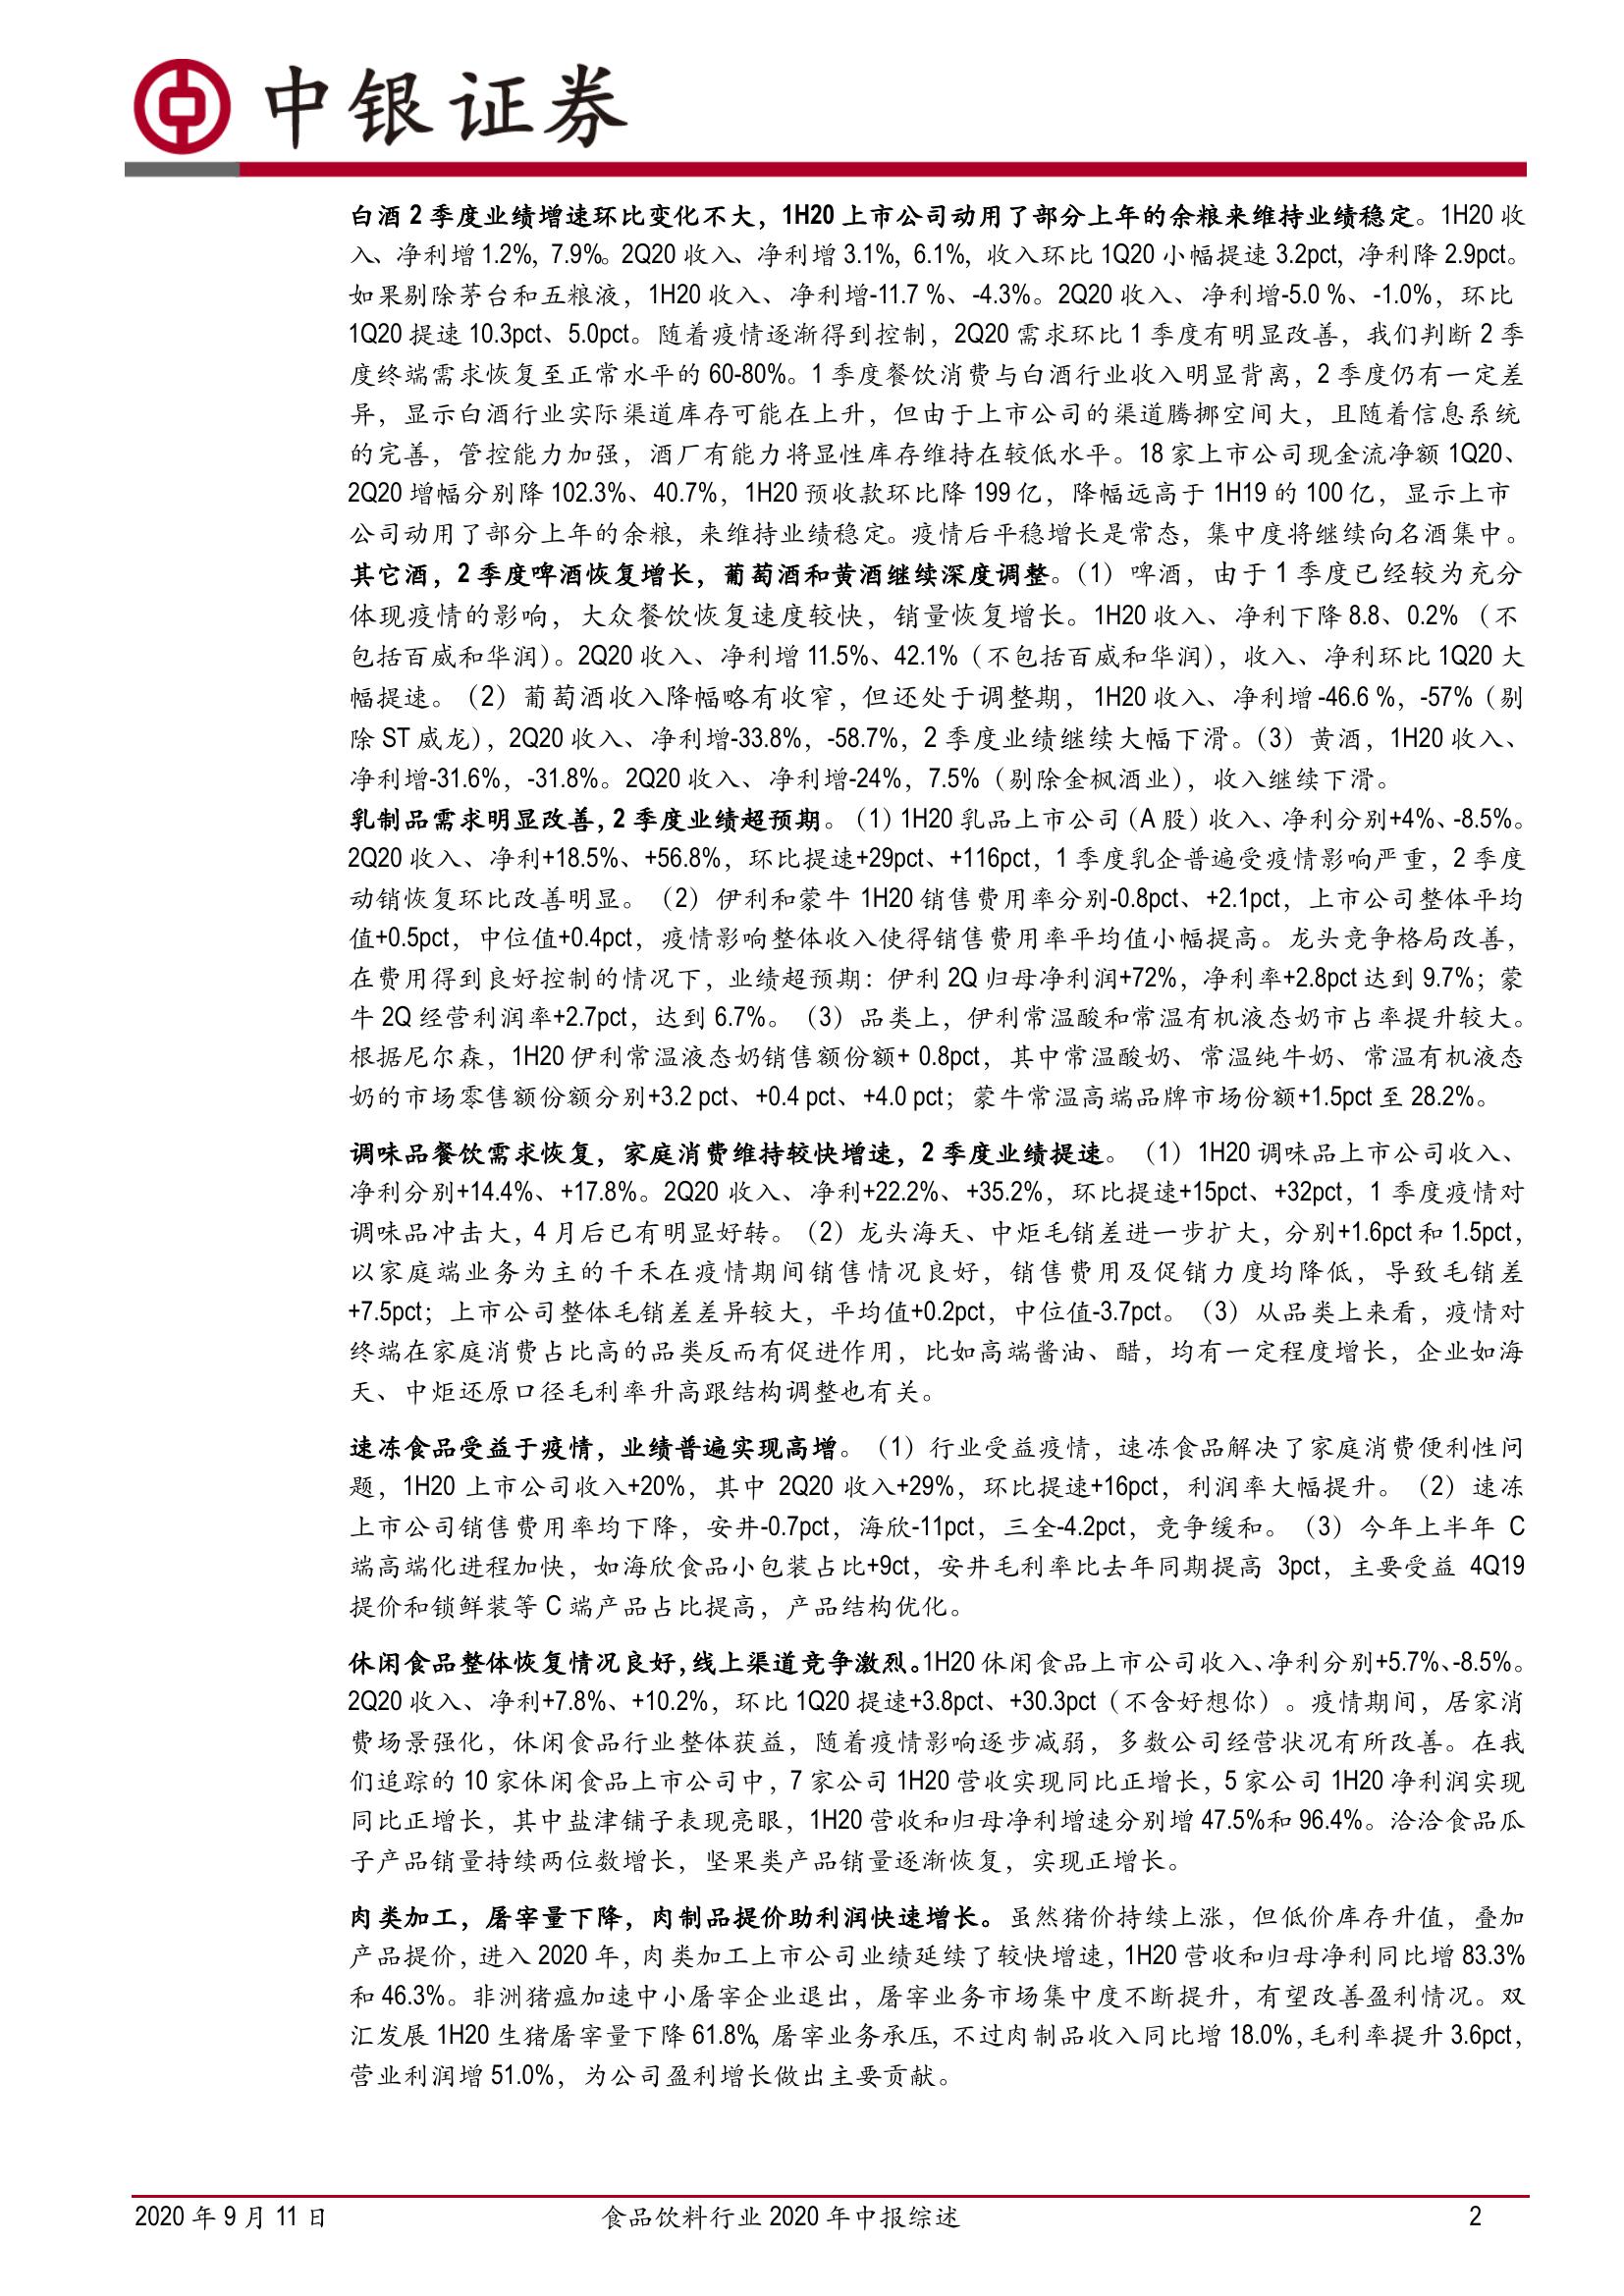 中银证券
白酒 2 季度业绩增速环比变化不大，1H20 上市公司动用了部分上年的余粮来维持业绩稳定。1H20 收
入、净利增 1.2%, 7.9%。2Q20 收入、净利增 3.1%, 6.1%, 收入环比 1Q20 小幅提速 3.2pct, 净利降 2.9pct。
如果剔除茅台和五粮液，1H20 收入、净利增-11.7 %、-4.3%。2Q20 收入、净利增-5.0 %、-1.0%，环比
1Q20 提速 10.3pct、5.0pct。随着疫情逐渐得到控制，2Q20 需求环比 1 季度有明显改善，我们判断 2 季
度终端需求恢复至正常水平的 60-80%。1 季度餐饮消费与白酒行业收入明显背离，2 季度仍有一定差
异，显示白酒行业实际渠道库存可能在上升，但由于上市公司的渠道腾挪空间大，且随着信息系统
的完善，管控能力加强，酒厂有能力将显性库存维持在较低水平。18 家上市公司现金流净额 1Q20、
2Q20 增幅分别降 102.3%、40.7%，1H20 预收款环比降 199 亿，降幅远高于 1H19 的 100 亿，显示上市
公司动用了部分上年的余粮，来维持业绩稳定。疫情后平稳增长是常态，集中度将继续向名酒集中。
其它酒，2 季度啤酒恢复增长，葡萄酒和黄酒继续深度调整。（1）啤酒，由于 1 季度已经较为充分
体现疫情的影响，大众餐饮恢复速度较快，销量恢复增长。1H20 收入、净利下降 8.8、0.2%（不
包括百威和华润）。2Q20 收入、净利增 11.5%、42.1%（不包括百威和华润），收入、净利环比 1Q20 大
幅提速。（2）葡萄酒收入降幅略有收窄，但还处于调整期，1H20 收入、净利增-46.6 %，-57%（剔
除 ST 威龙），2Q20 收入、净利增-33.8%，-58.7%，2 季度业绩继续大幅下滑。（3）黄酒，1H20 收入、
净利增-31.6%，-31.8%。2Q20 收入、净利增-24%，7.5%（剔除金枫酒业），收入继续下滑。
乳制品需求明显改善，2 季度业绩超预期。（1）1H20 乳品上市公司（A 股）收入、净利分别+4%、-8.5%。
2Q20 收入、净利+18.5%、+56.8%，环比提速+29pct、+116pct，1 季度乳企普遍受疫情影响严重，2 季度
动销恢复环比改善明显。（2）伊利和蒙牛 1H20 销售费用率分别-0.8pct、+2.1pct，上市公司整体平均
值+0.5pct，中位值+0.4pct，疫情影响整体收入使得销售费用率平均值小幅提高。龙头竞争格局改善，
在费用得到良好控制的情况下，业绩超预期：伊利 2Q 归母净利润+72%，净利率+2.8pct 达到 9.7%；蒙
牛 2Q 经营利润率+2.7pct，达到 6.7%。（3）品类上，伊利常温酸和常温有机液态奶市占率提升较大。
根据尼尔森，1H20 伊利常温液态奶销售额份额+ 0.8pct，其中常温酸奶、常温纯牛奶、常温有机液态
奶的市场零售额份额分别+3.2 pct、+0.4 pct、+4.0 pct；蒙牛常温高端品牌市场份额+1.5pct 至 28.2%。
调味品餐饮需求恢复，家庭消费维持较快增速，2 季度业绩提速。（1）1H20 调味品上市公司收入、
净利分别+14.4%、+17.8%。2Q20 收入、净利+22.2%、+35.2%，环比提速+15pct、+32pct，1 季度疫情对
调味品冲击大，4 月后已有明显好转。（2）龙头海天、中炬毛销差进一步扩大，分别+1.6pct 和 1.5pct，
以家庭端业务为主的千禾在疫情期间销售情况良好，销售费用及促销力度均降低，导致毛销差
+7.5pct；上市公司整体毛销差差异较大，平均值+0.2pct，中位值-3.7pct。（3）从品类上来看，疫情对
终端在家庭消费占比高的品类反而有促进作用，比如高端酱油、醋，均有一定程度增长，企业如海
天、中炬还原口径毛利率升高跟结构调整也有关。
速冻食品受益于疫情，业绩普遍实现高增。（1）行业受益疫情，速冻食品解决了家庭消费便利性问
题，1H20 上市公司收入+20%，其中 2Q20 收入+29%，环比提速+16pct，利润率大幅提升。（2）速冻
上市公司销售费用率均下降，安井-0.7pct，海欣-11pct，三全-4.2pct，竞争缓和。（3）今年上半年 C
端高端化进程加快，如海欣食品小包装占比+9ct，安井毛利率比去年同期提高 3pct，主要受益 4Q19
提价和锁鲜装等 C 端产品占比提高，产品结构优化。
休闲食品整体恢复情况良好，线上渠道竞争激烈。1H20 休闲食品上市公司收入、净利分别+5.7%、-8.5%。
2Q20 收入、净利+7.8%、+10.2%，环比 1Q20 提速+3.8pct、+30.3pct（不含好想你）。疫情期间，居家消
费场景强化，休闲食品行业整体获益，随着疫情影响逐步减弱，多数公司经营状况有所改善。在我
们追踪的 10 家休闲食品上市公司中，7 家公司 1H20 营收实现同比正增长，5 家公司 1H20 净利润实现
同比正增长，其中盐津铺子表现亮眼，1H20 营收和归母净利增速分别增 47.5%和 96.4%。洽洽食品瓜
子产品销量持续两位数增长，坚果类产品销量逐渐恢复，实现正增长。
肉类加工，屠宰量下降，肉制品提价助利润快速增长。虽然猪价持续上涨，但低价库存升值，叠加
产品提价，进入 2020 年，肉类加工上市公司业绩延续了较快增速，1H20 营收和归母净利同比增 83.3%
和 46.3%。非洲猪瘟加速中小屠宰企业退出，屠宰业务市场集中度不断提升，有望改善盈利情况。双
汇发展 1H20 生猪屠宰量下降 61.8%，屠宰业务承压，不过肉制品收入同比增 18.0%，毛利率提升 3.6pct，
营业利润增 51.0%，为公司盈利增长做出主要贡献。
2020 年 9 月 11 日
食品饮料行业 2020 年中报综述
2